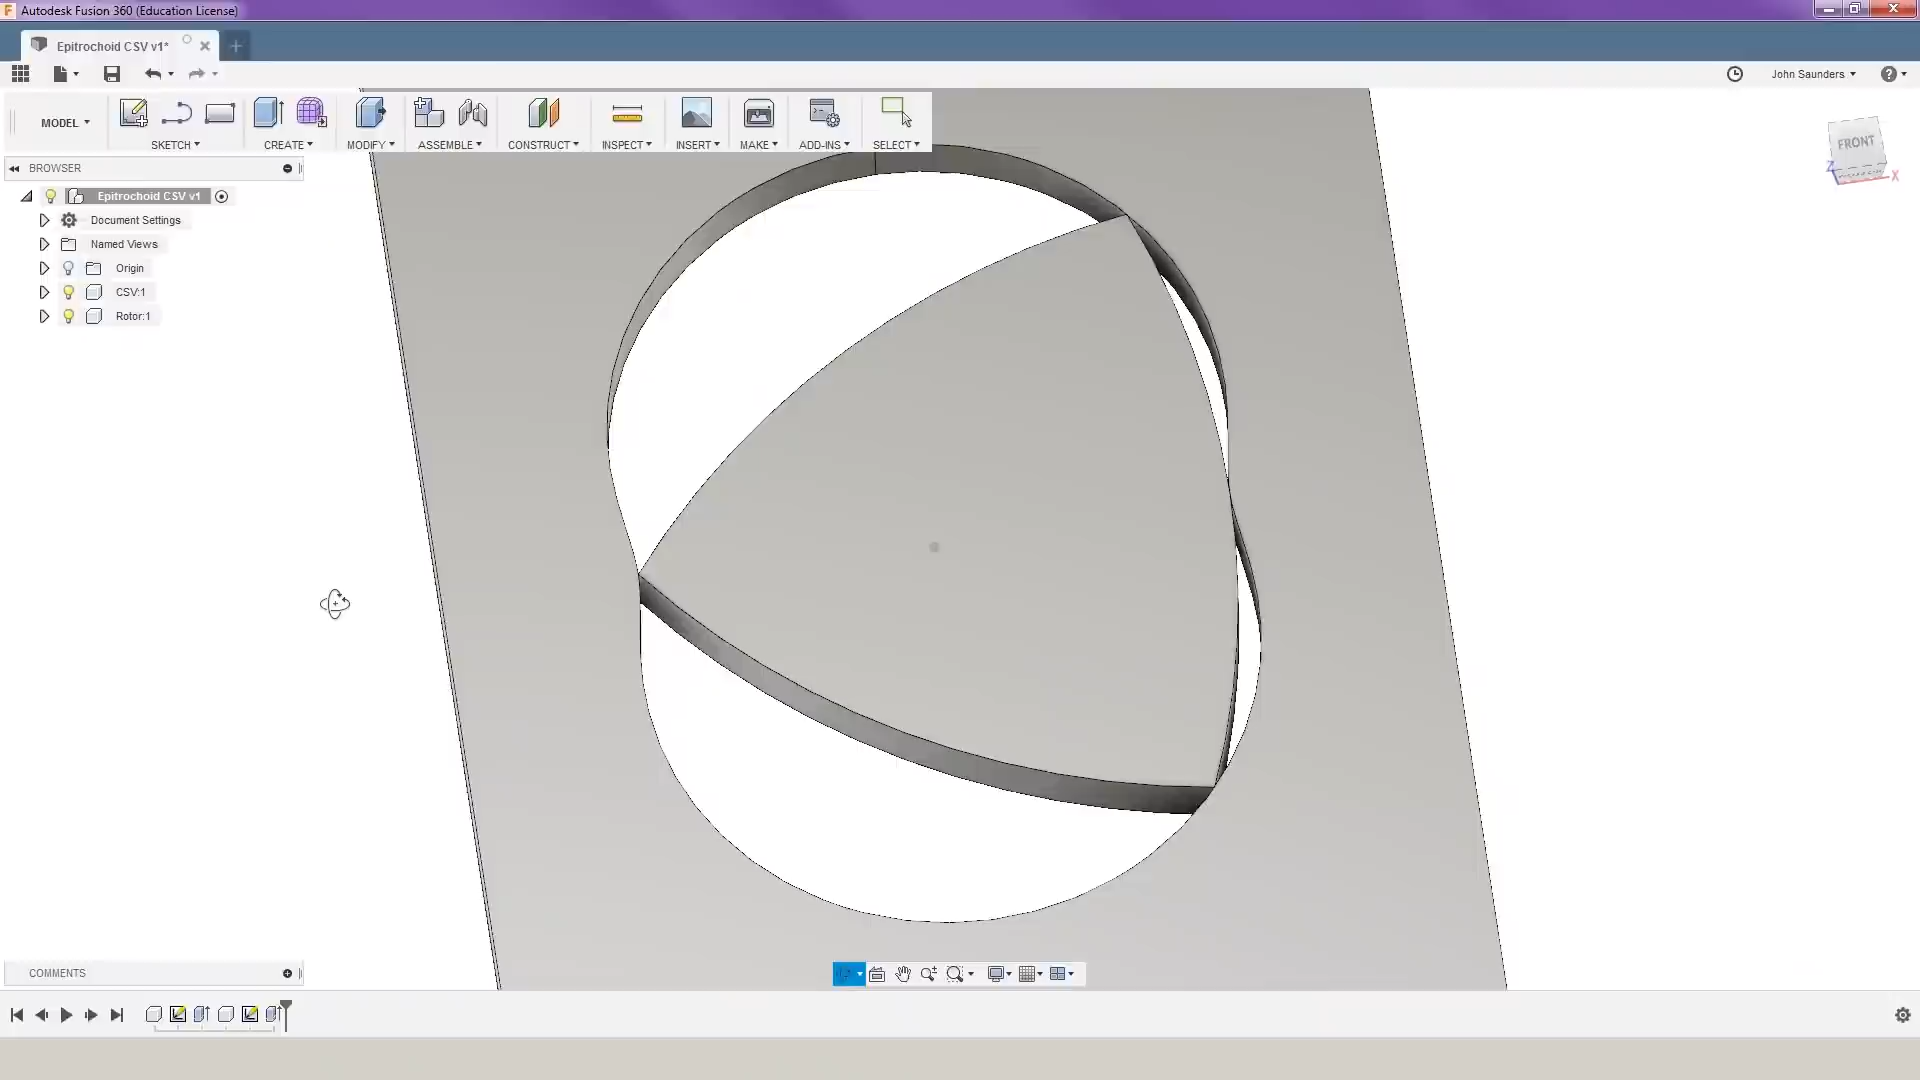 Autodesk Fusion 360 (Education License)
Epitrochoid CSV v1*
John Saunders
MODEL
SKETCH CREATE MODIFY ASSEMBLE CONSTRUCT INSPECT INSERT MAKE ADD-INS SELECT
FRONT
Z
X
BROWSER
Epitrochoid CSV v1
Document Settings
Named Views
Origin
CSV:1
Rotor:1
COMMENTS